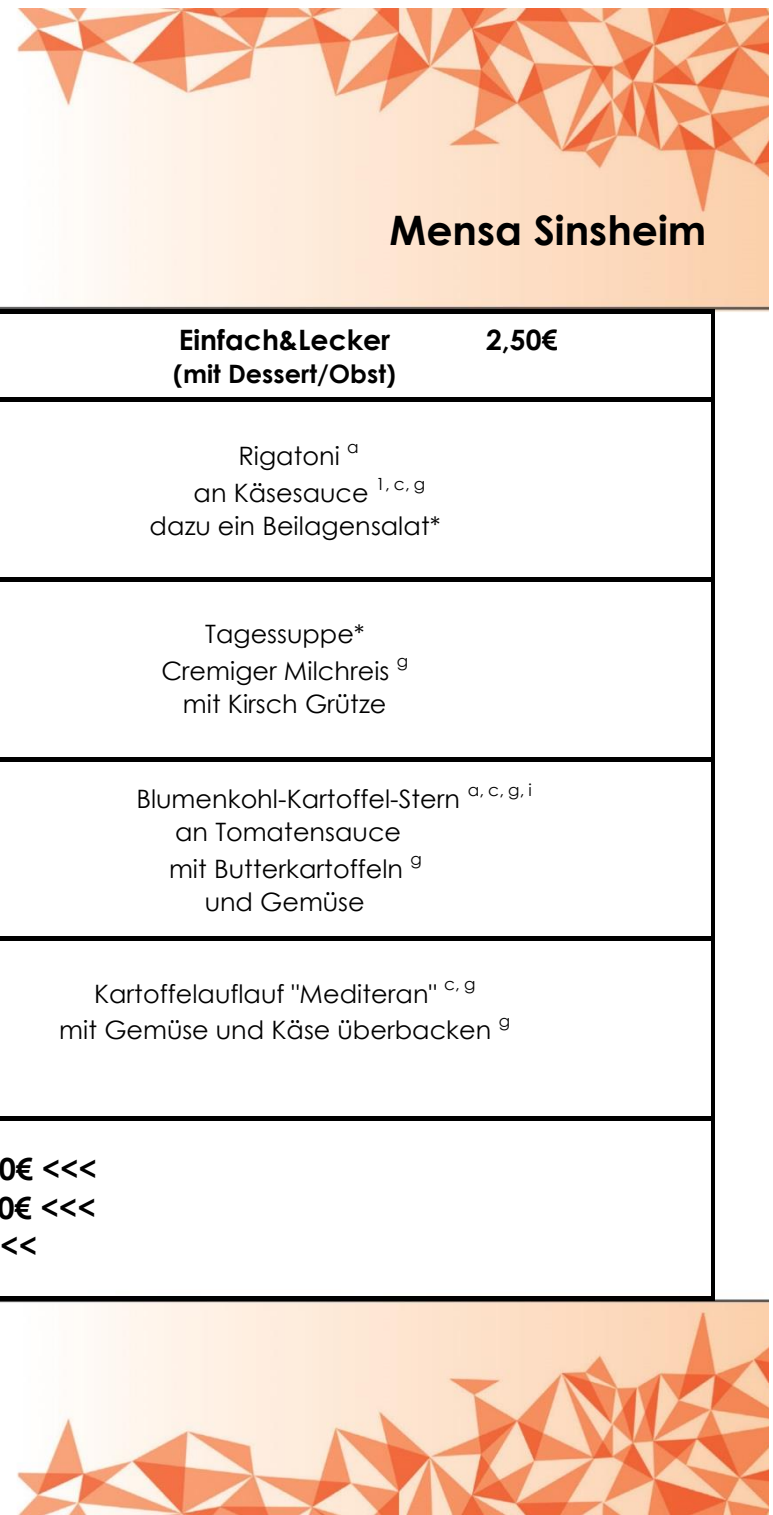 Mensa Sinsheim
Einfach&Lecker 2,50€
(mit Dessert/Obst)
Rigatoni a
an Käsesauce 1, c, g
dazu ein Beilagensalat*
Tagessuppe*
Cremiger Milchreis g
mit Kirsch Grütze
Blumenkohl-Kartoffel-Stern a, c, g, i
an Tomatensauce
mit Butterkartoffeln g
und Gemüse
Kartoffelauflauf "Mediteran" c, g
mit Gemüse und Käse überbacken g
0€ <<<
0€ <<<
<<